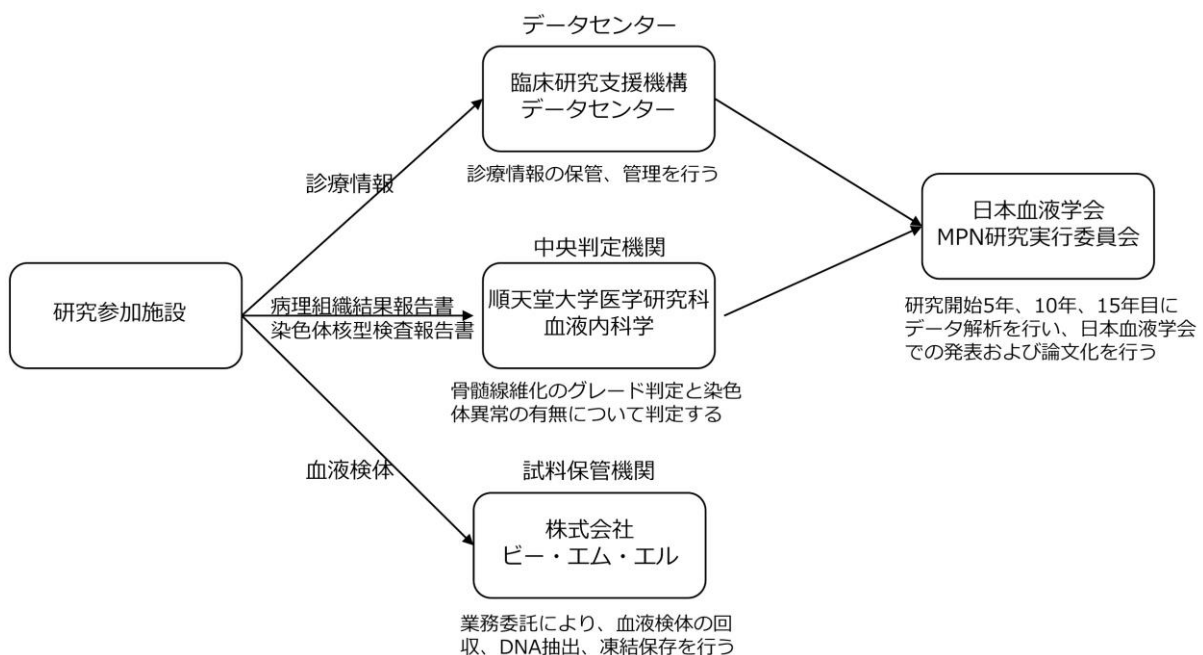 データセンター
臨床研究支援機構
データセンター
診療情報の保管、管理を行う
診療情報
日本血液学会
MPN研究実行委員会
研究開始5年、10年、15年目に
データ解析を行い、日本血液学会
での発表および論文化を行う
中央判定機関
順天堂大学医学研究科
血液内科学
骨髄線維化のグレード判定と染色
体異常の有無について判定する
研究参加施設
病理組織結果報告書
染色体核型検査報告書
血液検体
試料保管機関
株式会社
ビー・エム・エル
業務委託により、血液検体の回
収、DNA抽出、凍結保存を行う